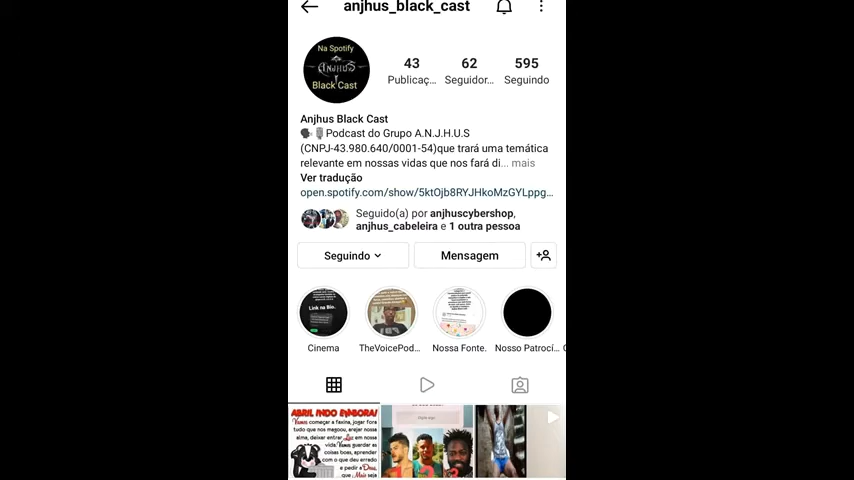 anjhus_black_cast
Na Spotify
ANJHUS
Black Cast
43
62
595
Publicaç...
Seguidor...
Seguindo
Anjhus Black Cast
Podcast do Grupo A.N.J.H.U.S
(CNPJ-43.980.640/0001-54)que trará uma temática
relevante em nossas vidas que nos fará di... mais
Ver tradução
open.spotify.com/show/5ktOjb8RYJHkoMzGYLppg...
Seguido(a) por anjhuscybershop,
anjhus_cabeleira e 1 outra pessoa
Seguindo
Mensagem
Link na Bio.
Cinema
TheVoicePod...
Nossa Fonte.
Nosso Patrocí...
ABRIL INDO EMBORA!
Vamos começar a faxina, jogar fora
tudo que nos magoou, arejar nossa
alma, deixar entrar Luz em nossa
vida. Vamos guardar as
coisas boas, aprender
com o que deu errado
e pedir a Deus,
que Maio seja